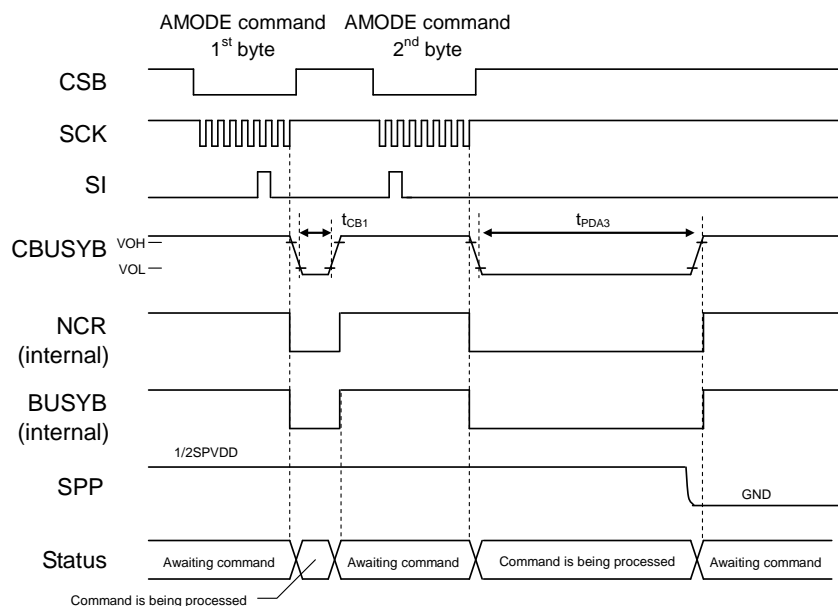 AMODE command
1st byte
AMODE command
2nd byte
CSB
SCK
SI
tCB1
tPDA3
CBUSYB
VOH
VOL
NCR
(internal)
BUSYB
(internal)
1/2SPVDD
SPP
GND
Status
Awaiting command
Awaiting command
Command is being processed
Awaiting command
Command is being processed